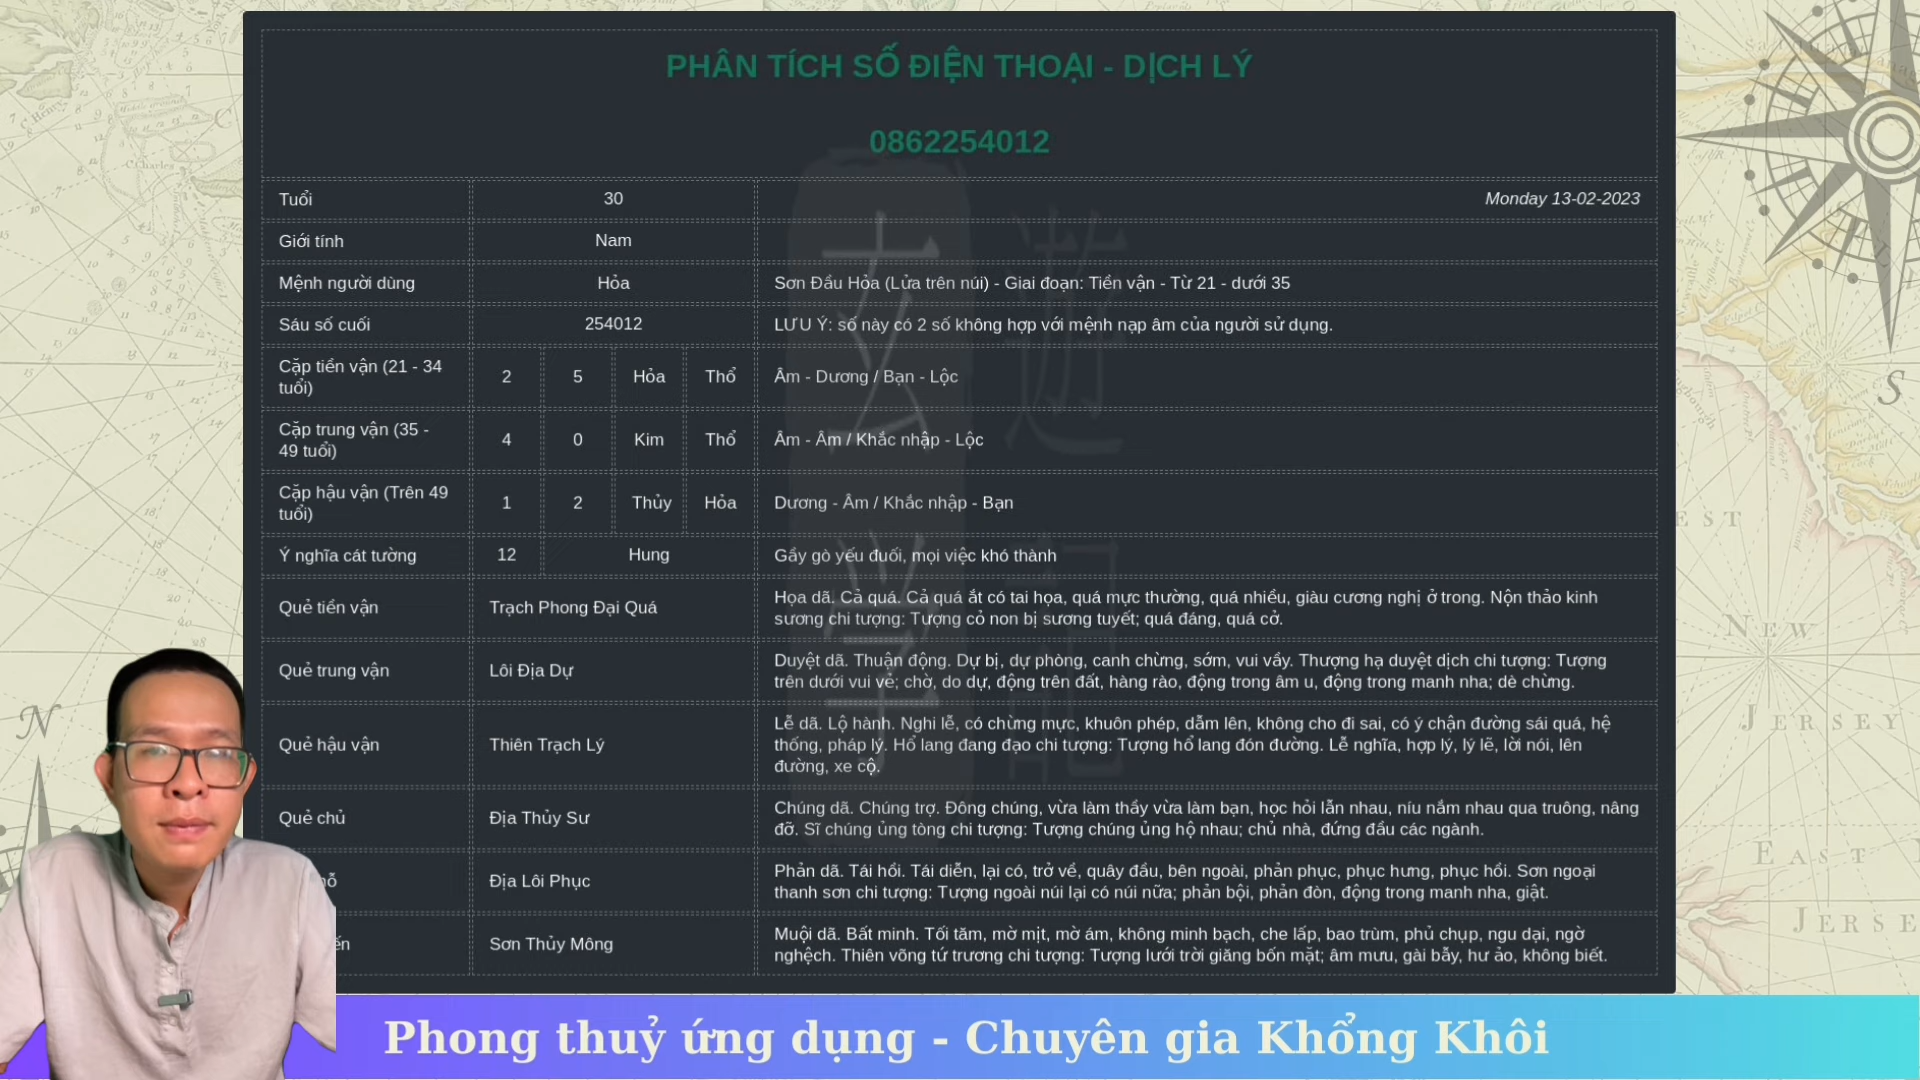 PHÂN TÍCH SỐ ĐIỆN THOẠI - DỊCH LÝ
0862254012
Tuổi 30 Monday 13-02-2023
Giới tính Nam
Mệnh người dùng Hỏa Sơn Đầu Hỏa (Lửa trên núi) - Giai đoạn: Tiền vận - Từ 21 - dưới 35
Sáu số cuối 254012 LƯU Ý: số này có 2 số không hợp với mệnh nạp âm của người sử dụng.
Cặp tiền vận (21 - 34
tuổi) 2 5 Hỏa Thổ Âm - Dương / Bạn - Lộc
Cặp trung vận (35 -
49 tuổi) 4 0 Kim Thổ Âm - Âm / Khắc nhập - Lộc
Cặp hậu vận (Trên 49
tuổi) 1 2 Thủy Hỏa Dương - Âm / Khắc nhập - Bạn
Ý nghĩa cát tường 12 Hung Gầy gò yếu đuối, mọi việc khó thành
Quẻ tiền vận Trạch Phong Đại Quá Họa dã. Cả quá. Cả quá ắt có tai họa, quá mực thường, quá nhiều, giàu cương nghị ở trong. Nộn thảo kinh
sương chi tượng: Tượng cỏ non bị sương tuyết; quá đáng, quá cở.
Quẻ trung vận Lôi Địa Dự Duyệt dã. Thuận động. Dự bị, dự phòng, canh chừng, sớm, vui vầy. Thượng hạ duyệt dịch chi tượng: Tượng
trên dưới vui vẻ; chờ, do dự, động trên đất, hàng rào, động trong âm u, động trong manh nha; dè chừng.
Quẻ hậu vận Thiên Trạch Lý Lễ dã. Lộ hành. Nghi lễ, có chừng mực, khuôn phép, dẫm lên, không cho đi sai, có ý chận đường sái quá, hệ
thống, pháp lý. Hổ lang đang đạo chi tượng: Tượng hổ lang đón đường. Lễ nghĩa, hợp lý, lý lẽ, lời nói, lên
đường, xe cộ.
Quẻ chủ Địa Thủy Sư Chúng dã. Chúng trợ. Đông chúng, vừa làm thầy vừa làm bạn, học hỏi lẫn nhau, níu nắm nhau qua truông, nâng
đỡ. Sĩ chúng ủng tòng chi tượng: Tượng chúng ủng hộ nhau; chủ nhà, đứng đầu các ngành.
Địa Lôi Phục Phản dã. Tái hồi. Tái diễn, lại có, trở về, quây đầu, bên ngoài, phản phục, phục hưng, phục hồi. Sơn ngoại
thanh sơn chi tượng: Tượng ngoài núi lại có núi nữa; phản bội, phản đòn, động trong manh nha, giật.
Sơn Thủy Mông Muội dã. Bất minh. Tối tăm, mờ mịt, mờ ám, không minh bạch, che lấp, bao trùm, phủ chụp, ngu dại, ngờ
nghệch. Thiên võng tứ trương chi tượng: Tượng lưới trời giăng bốn mặt; âm mưu, gài bẫy, hư ảo, không biết.
Phong thuỷ ứng dụng - Chuyên gia Khổng Khôi
N
S
NEW
JERSEY
EAST
JERSE
EST